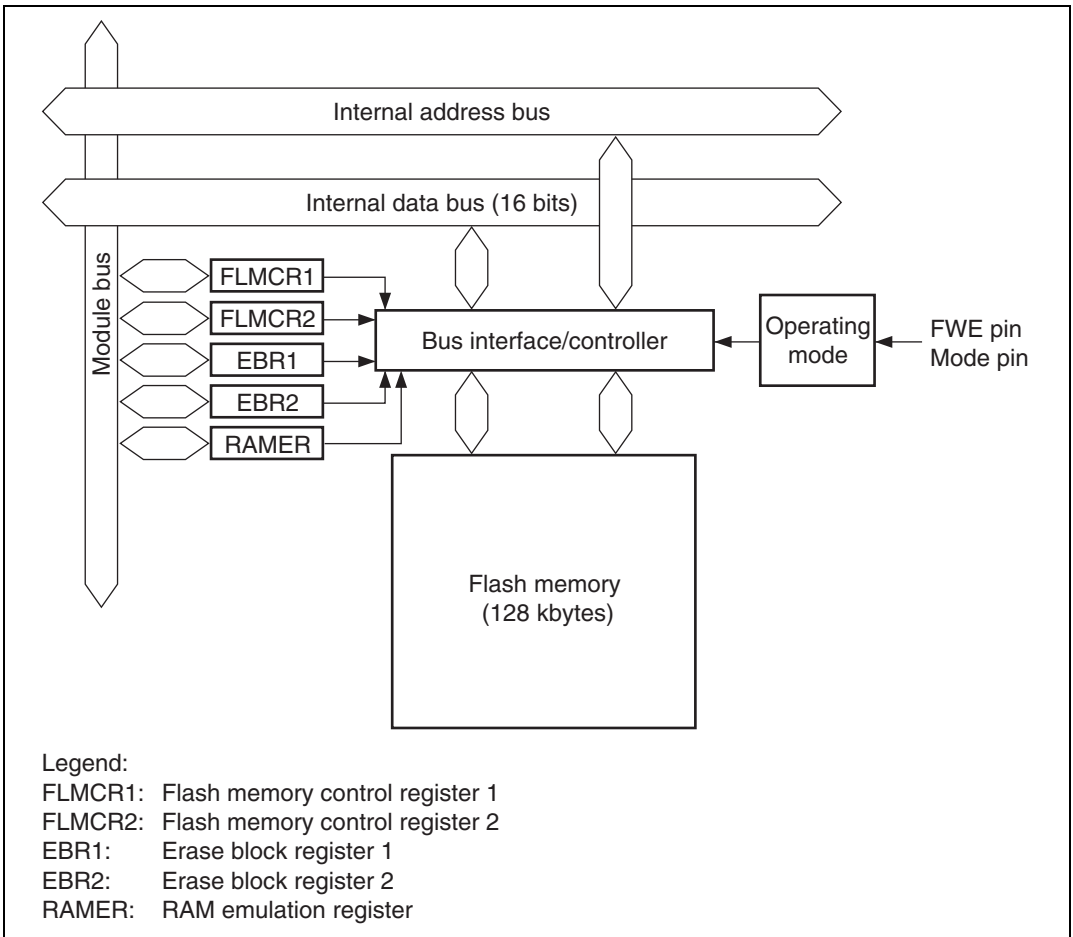 Internal address bus
Internal data bus (16 bits)
Module bus
FLMCR1
FLMCR2
EBR1
EBR2
RAMER
Bus interface/controller
Operating
mode
FWE pin
Mode pin
Flash memory
(128 kbytes)
Legend:
FLMCR1: Flash memory control register 1
FLMCR2: Flash memory control register 2
EBR1: Erase block register 1
EBR2: Erase block register 2
RAMER: RAM emulation register